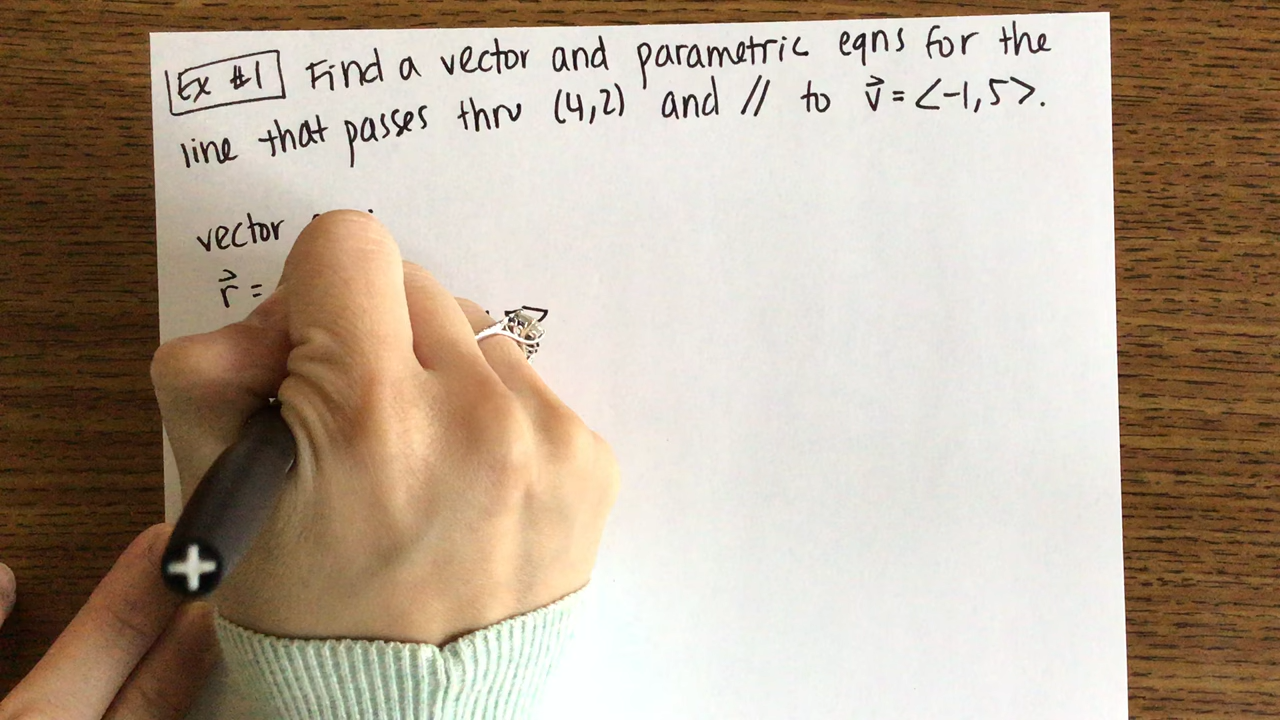 Ex #1 Find a vector and parametric eqns for the
line that passes thru (4,2) and // to v⃗ = <-1,5>.
vector
r⃗ =